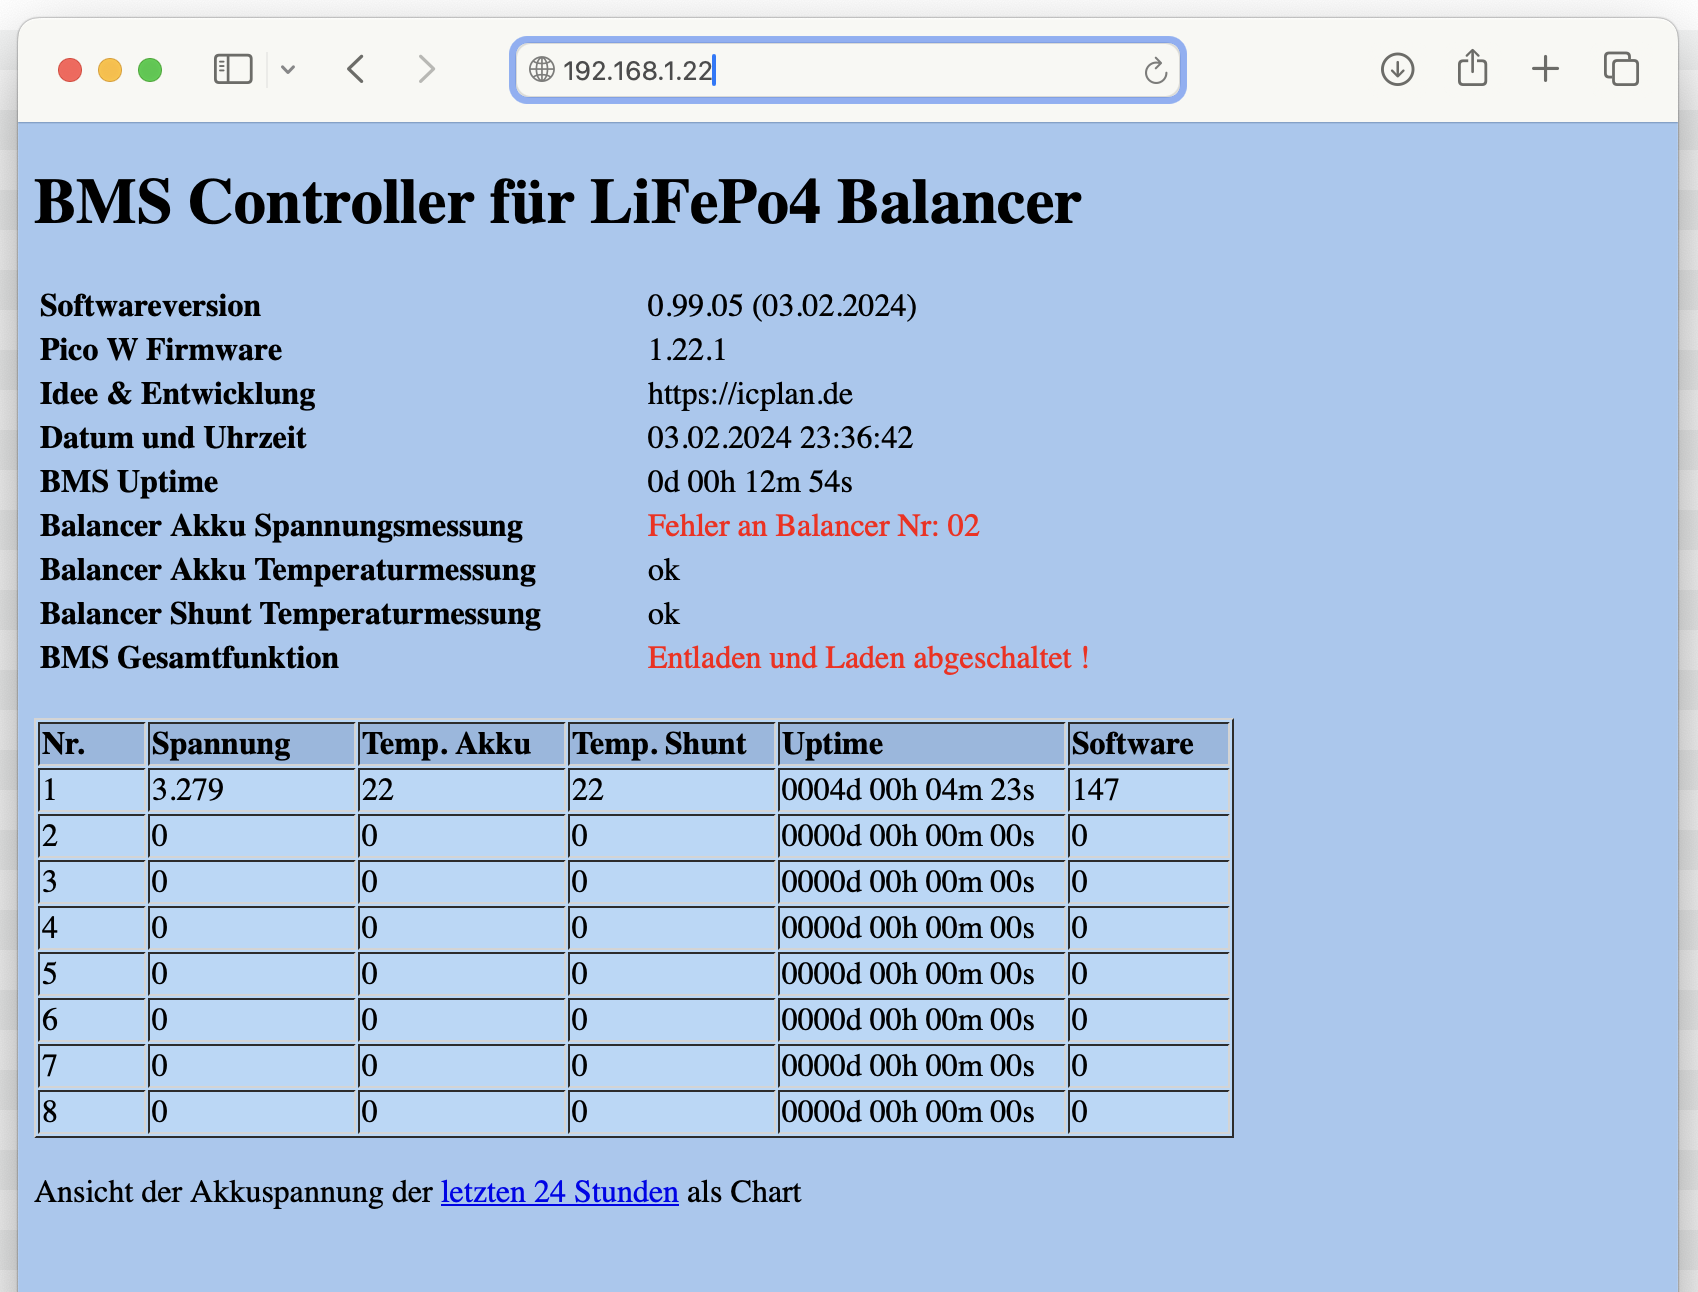 192.168.1.22
BMS Controller für LiFePo4 Balancer
Softwareversion 0.99.05 (03.02.2024)
Pico W Firmware 1.22.1
Idee & Entwicklung https://icplan.de
Datum und Uhrzeit 03.02.2024 23:36:42
BMS Uptime 0d 00h 12m 54s
Balancer Akku Spannungsmessung Fehler an Balancer Nr: 02
Balancer Akku Temperaturmessung ok
Balancer Shunt Temperaturmessung ok
BMS Gesamtfunktion Entladen und Laden abgeschaltet !
Nr. Spannung Temp. Akku Temp. Shunt Uptime Software
1 3.279 22 22 0004d 00h 04m 23s 147
2 0 0 0 0000d 00h 00m 00s 0
3 0 0 0 0000d 00h 00m 00s 0
4 0 0 0 0000d 00h 00m 00s 0
5 0 0 0 0000d 00h 00m 00s 0
6 0 0 0 0000d 00h 00m 00s 0
7 0 0 0 0000d 00h 00m 00s 0
8 0 0 0 0000d 00h 00m 00s 0
Ansicht der Akkuspannung der letzten 24 Stunden als Chart